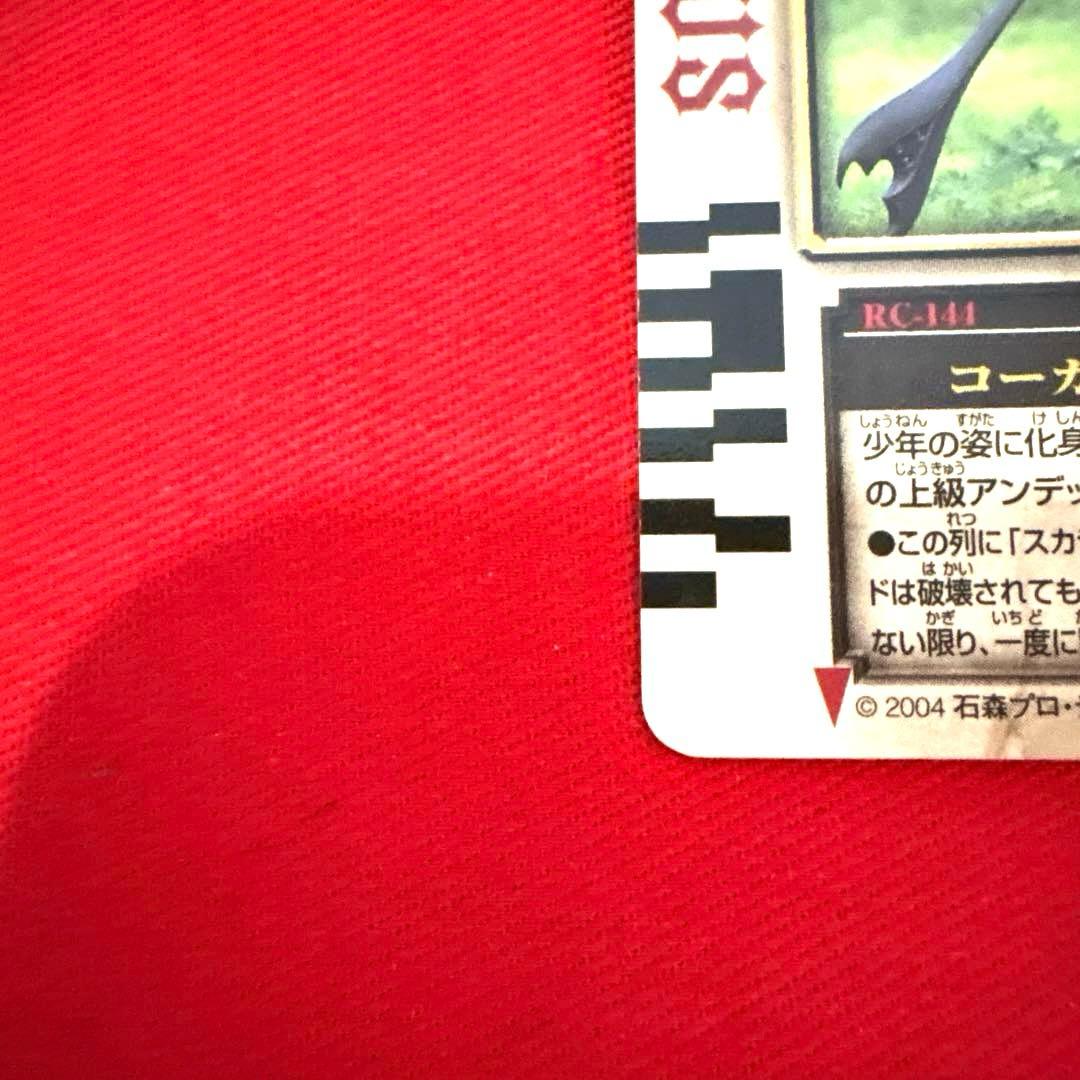 US
RC-144
コーカ
しょうねん すがた けしん
少年の姿に化身
じょうきゅう
の上級アンデッ
れつ
●この列に「スカ
はかい
ドは破壊されても
かぎ いちど
ない限り、一度に
© 2004 石森プロ・